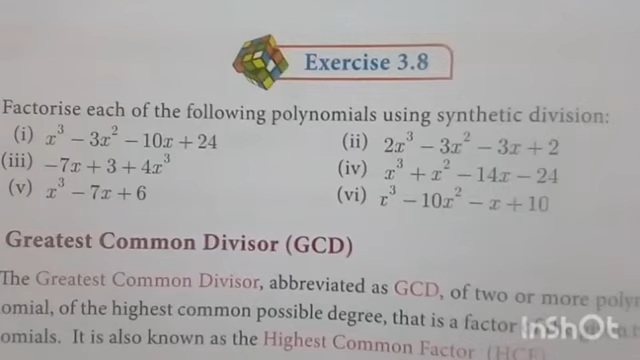 Exercise 3.8
Factorise each of the following polynomials using synthetic division:
(i) x³ − 3x² − 10x + 24
(ii) 2x³ − 3x² − 3x + 2
(iii) −7x + 3 + 4x³
(iv) x³ + x² − 14x − 24
(v) x³ − 7x + 6
(vi) x³ − 10x² − x + 10
Greatest Common Divisor (GCD)
The Greatest Common Divisor, abbreviated as GCD, of two or more polyn
omial, of the highest common possible degree, that is a factor
omials. It is also known as the Highest Common Factor (HCF)
InShOt